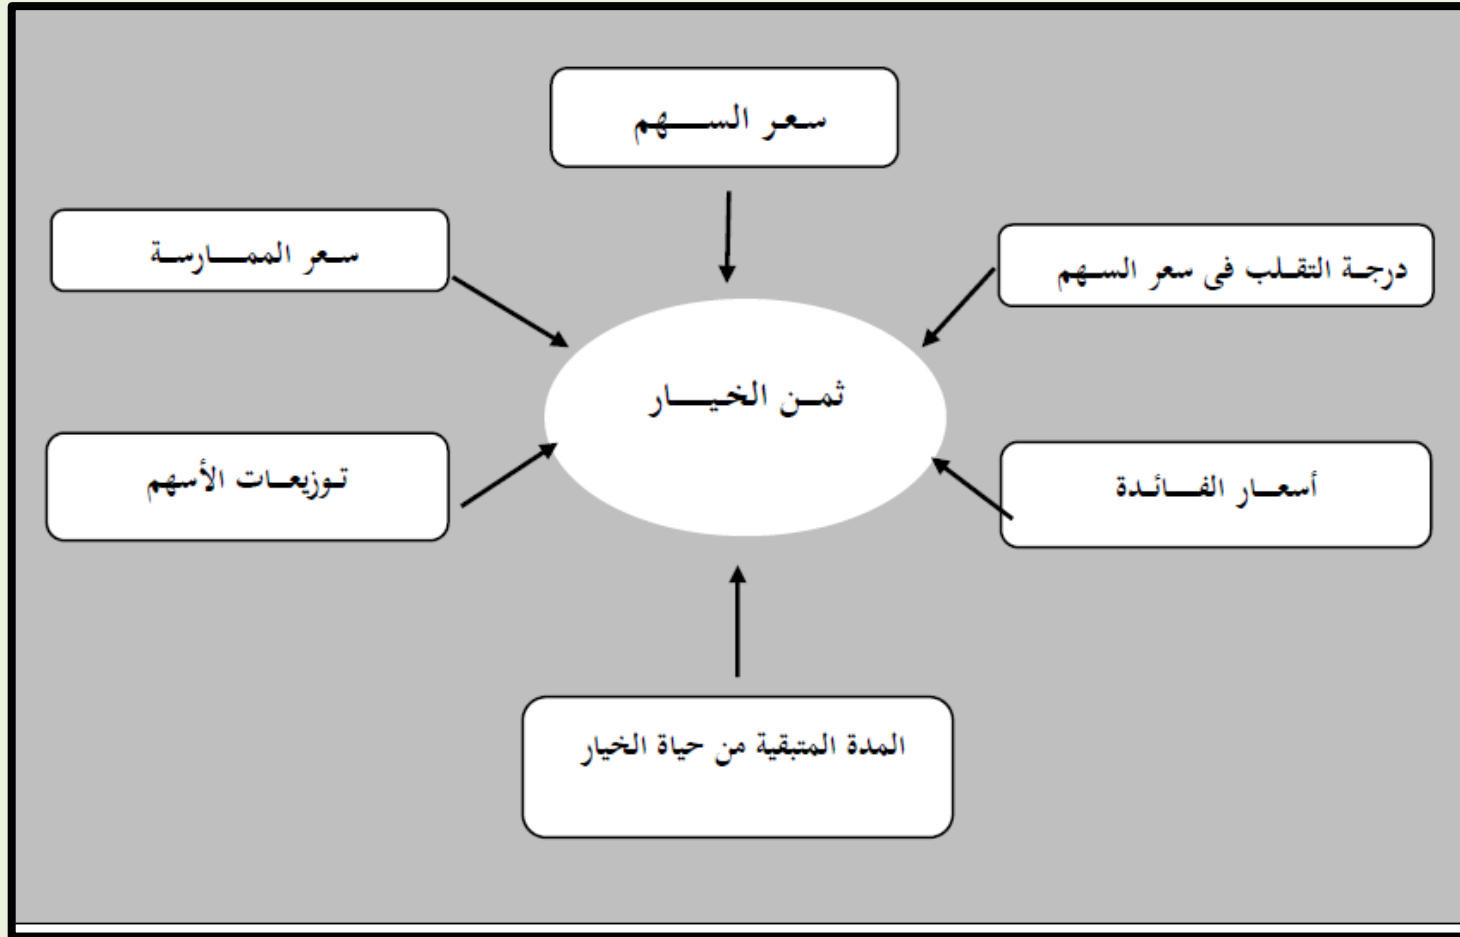 سعر السهم
درجة التقلب فى سعر السهم
سعر الممارسة
ثمن الخيار
أسعار الفائدة
توزيعات الأسهم
المدة المتبقية من حياة الخيار